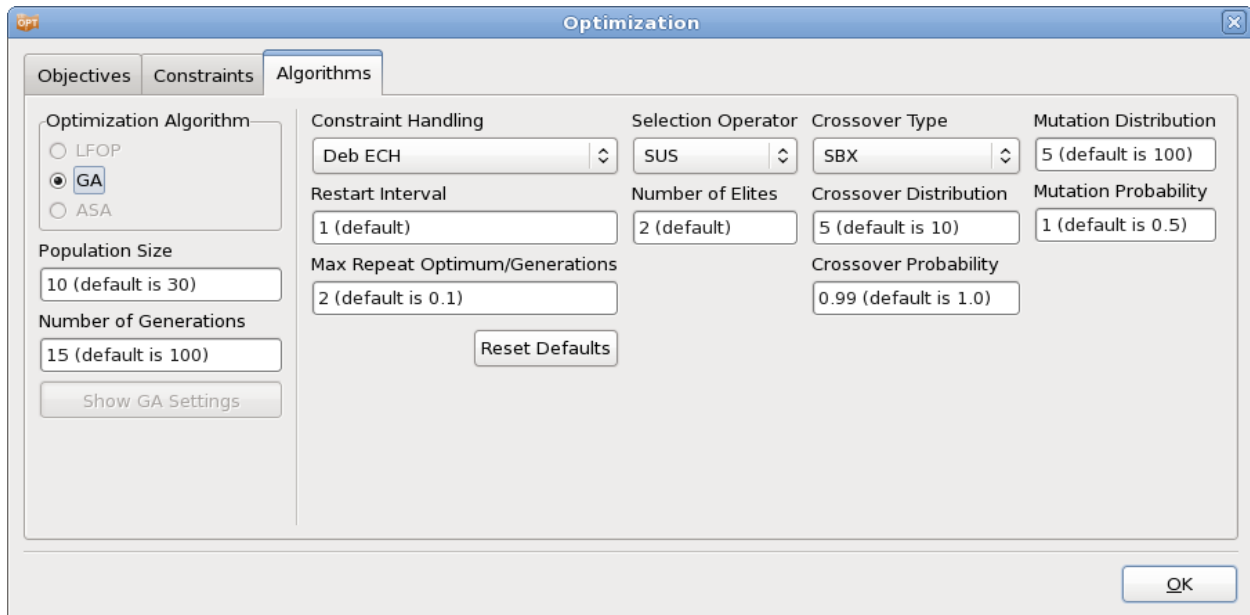 OPT
Optimization
Objectives
Constraints
Algorithms
Optimization Algorithm
LFOP
GA
ASA
Population Size
10 (default is 30)
Number of Generations
15 (default is 100)
Show GA Settings
Constraint Handling
Deb ECH
Restart Interval
1 (default)
Max Repeat Optimum/Generations
2 (default is 0.1)
Reset Defaults
Selection Operator
SUS
Number of Elites
2 (default)
Crossover Type
SBX
Crossover Distribution
5 (default is 10)
Crossover Probability
0.99 (default is 1.0)
Mutation Distribution
5 (default is 100)
Mutation Probability
1 (default is 0.5)
OK